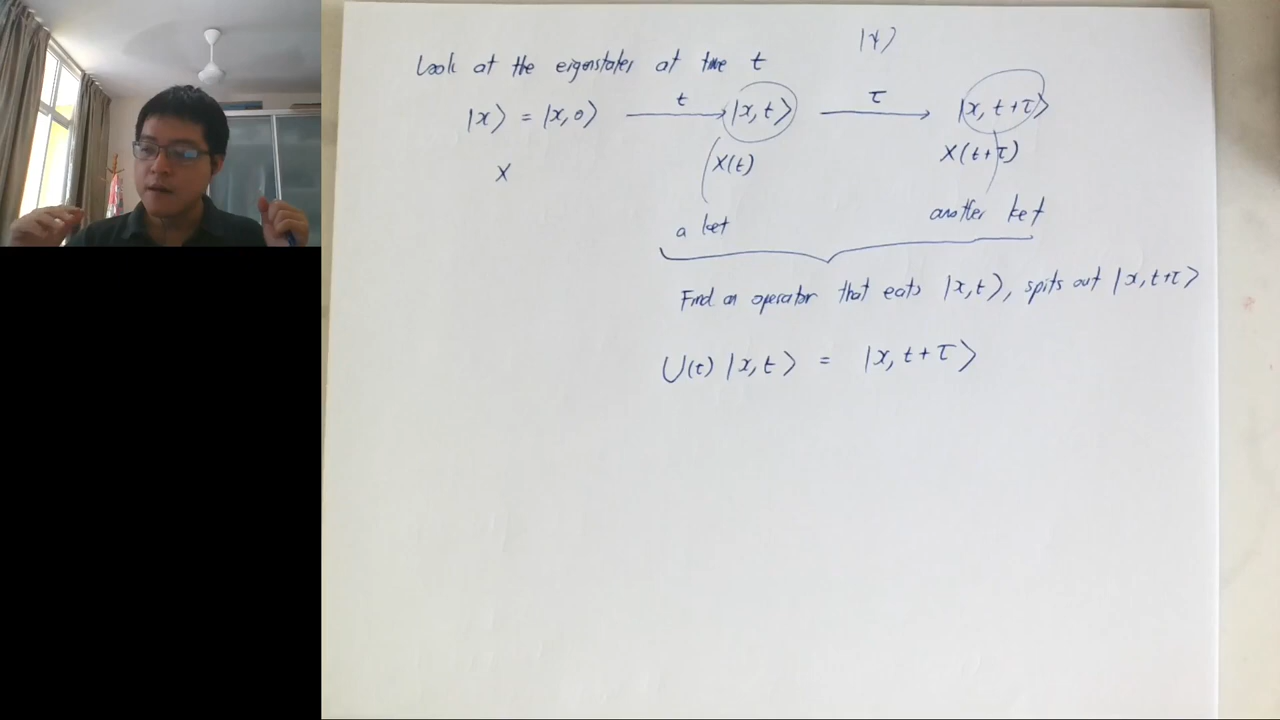 |ψ⟩
Look at the eigenstates at time t
|x⟩ = |x,0⟩ t |x,t⟩ τ |x, t+τ⟩
X X(t) X(t+τ)
a ket another ket
Find an operator that eats |x,t⟩, spits out |x,t+τ⟩
U(τ) |x,t⟩ = |x, t+τ⟩